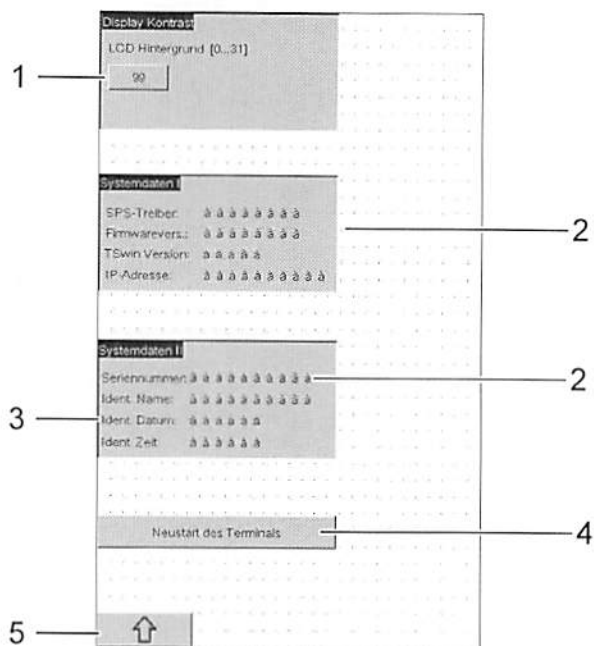 Display Kontrast
LCD Hintergrund [0...31]
1
99
Systemdaten I
SPS-Treiber: à à à à à à à à
2
Firmwarevers.: à à à à à à à à
TSwin Version: à à à à à
IP-Adresse: à à à à à à à à à à
Systemdaten II
Seriennummer: à à à à à à à à à à
2
Ident. Name: à à à à à à à à à à
3
Ident. Datum: à à à à à à
Ident. Zeit: à à à à à à
Neustart des Terminals
4
5